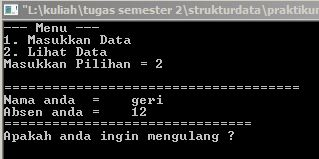 "L:\kuliah\tugas semester 2\strukturdata\praktikur
--- Menu ---
1. Masukkan Data
2. Lihat Data
Masukkan Pilihan = 2
=====================================
Nama anda  =    geri
Absen anda =    12
===============================
Apakah anda ingin mengulang ?